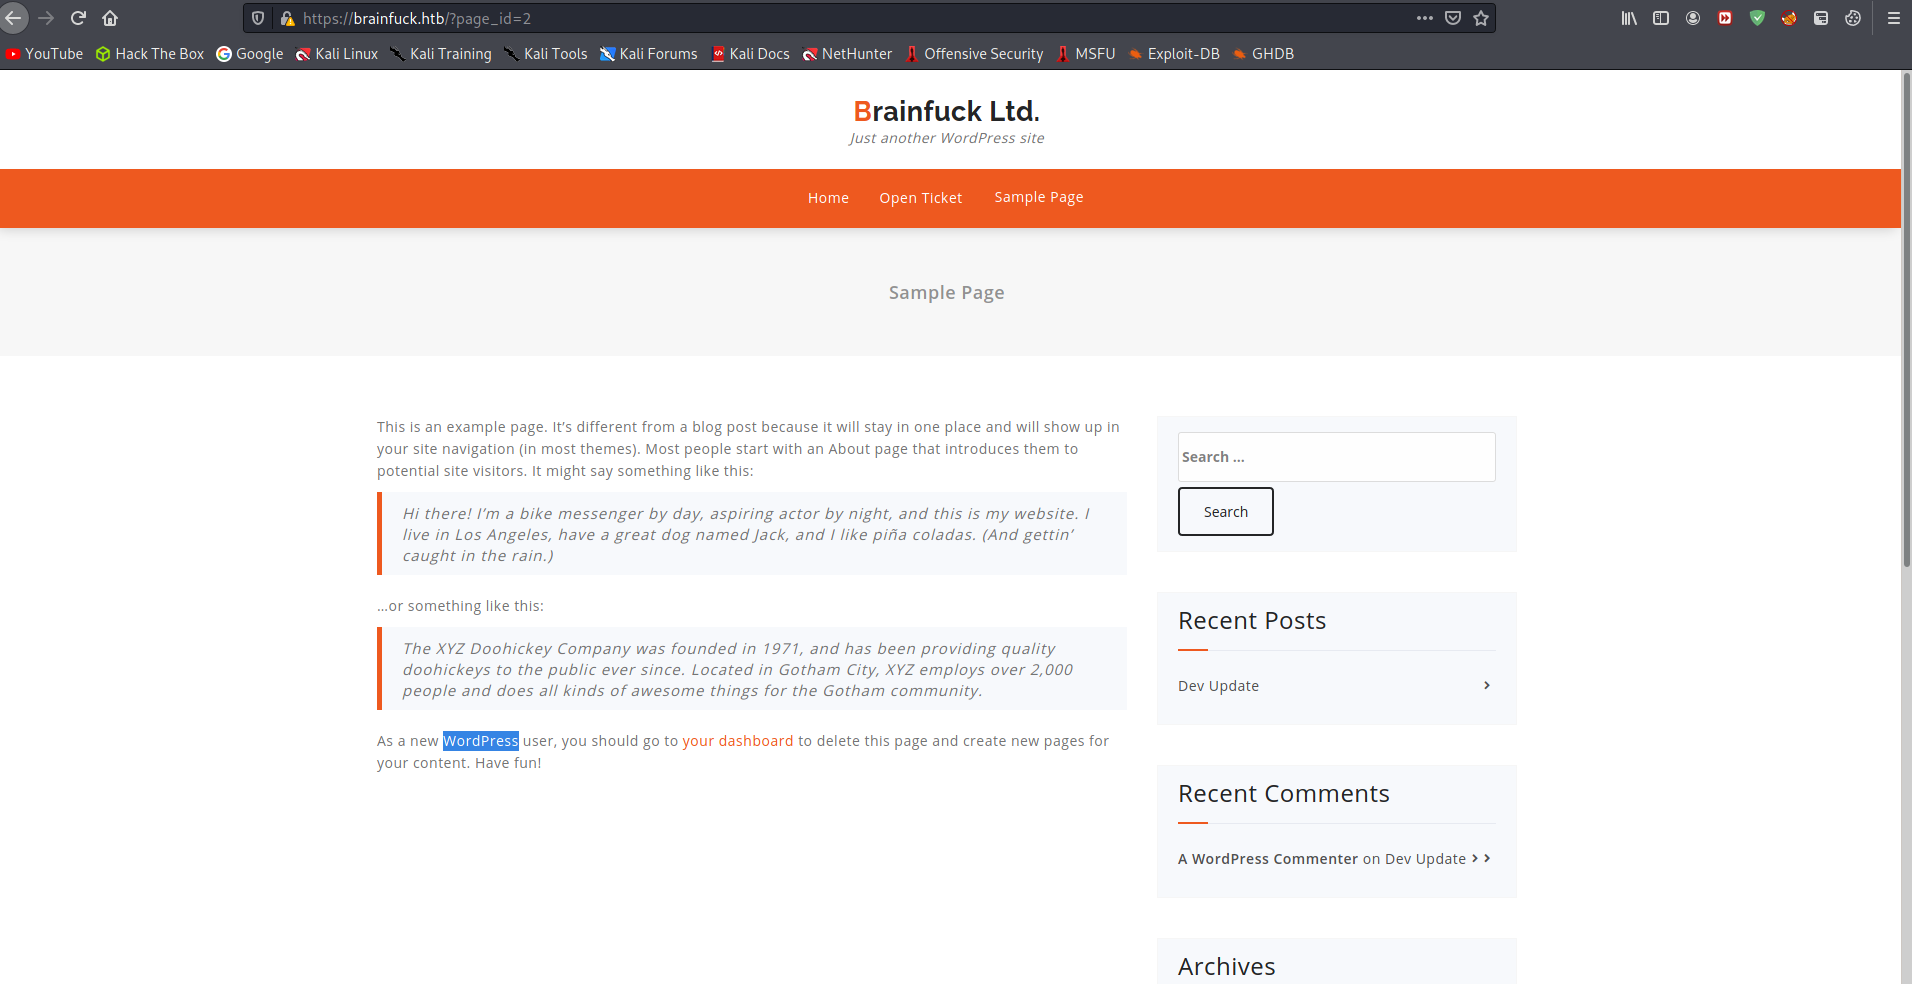 https://brainfuck.htb/?page_id=2
YouTube Hack The Box Google Kali Linux Kali Training Kali Tools Kali Forums Kali Docs NetHunter Offensive Security MSFU Exploit-DB GHDB
Brainfuck Ltd.
Just another WordPress site
Home Open Ticket Sample Page
Sample Page
This is an example page. It’s different from a blog post because it will stay in one place and will show up in
your site navigation (in most themes). Most people start with an About page that introduces them to
potential site visitors. It might say something like this:
Hi there! I’m a bike messenger by day, aspiring actor by night, and this is my website. I
live in Los Angeles, have a great dog named Jack, and I like piña coladas. (And gettin’
caught in the rain.)
…or something like this:
The XYZ Doohickey Company was founded in 1971, and has been providing quality
doohickeys to the public ever since. Located in Gotham City, XYZ employs over 2,000
people and does all kinds of awesome things for the Gotham community.
As a new WordPress user, you should go to your dashboard to delete this page and create new pages for
your content. Have fun!
Search …
Search
Recent Posts
Dev Update
Recent Comments
A WordPress Commenter on Dev Update
Archives